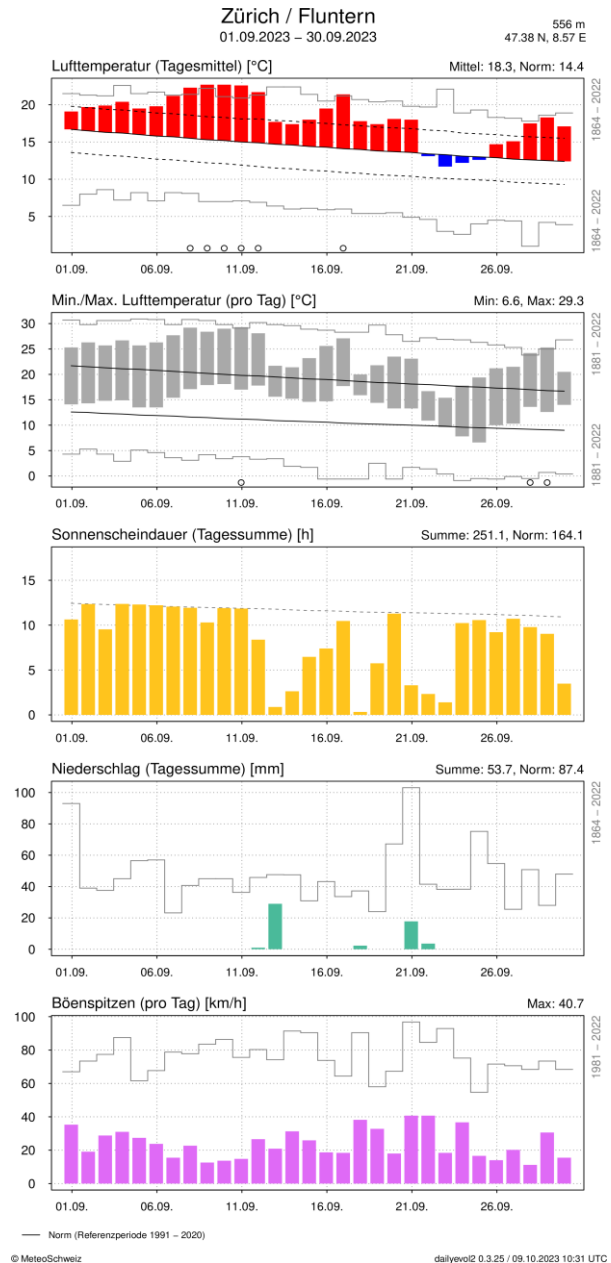 Zürich / Fluntern
01.09.2023 – 30.09.2023
556 m
47.38 N, 8.57 E
Lufttemperatur (Tagesmittel) [°C]
Mittel: 18.3, Norm: 14.4
20
15
10
5
1864 – 2022
1864 – 2022
01.09.
06.09.
11.09.
16.09.
21.09.
26.09.
Min./Max. Lufttemperatur (pro Tag) [°C]
Min: 6.6, Max: 29.3
30
25
20
15
10
5
0
1881 – 2022
1881 – 2022
01.09.
06.09.
11.09.
16.09.
21.09.
26.09.
Sonnenscheindauer (Tagessumme) [h]
Summe: 251.1, Norm: 164.1
15
10
5
0
01.09.
06.09.
11.09.
16.09.
21.09.
26.09.
Niederschlag (Tagessumme) [mm]
Summe: 53.7, Norm: 87.4
100
80
60
40
20
0
1864 – 2022
01.09.
06.09.
11.09.
16.09.
21.09.
26.09.
Böenspitzen (pro Tag) [km/h]
Max: 40.7
100
80
60
40
20
0
1981 – 2022
01.09.
06.09.
11.09.
16.09.
21.09.
26.09.
Norm (Referenzperiode 1991 – 2020)
© MeteoSchweiz
dailyevol2 0.3.25 / 09.10.2023 10:31 UTC